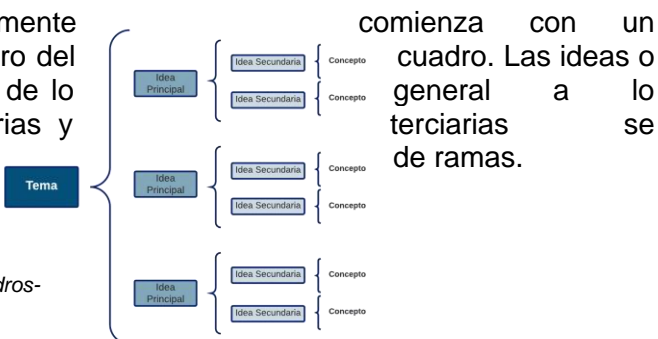 mente comienza con un
ro del cuadro. Las ideas o
de lo general a lo
rias y terciarias se
de ramas.
Tema
Idea
Principal
Idea Secundaria Concepto
Idea Secundaria Concepto
Idea
Principal
Idea Secundaria Concepto
Idea Secundaria Concepto
Idea
Principal
Idea Secundaria Concepto
Idea Secundaria Concepto
dros-